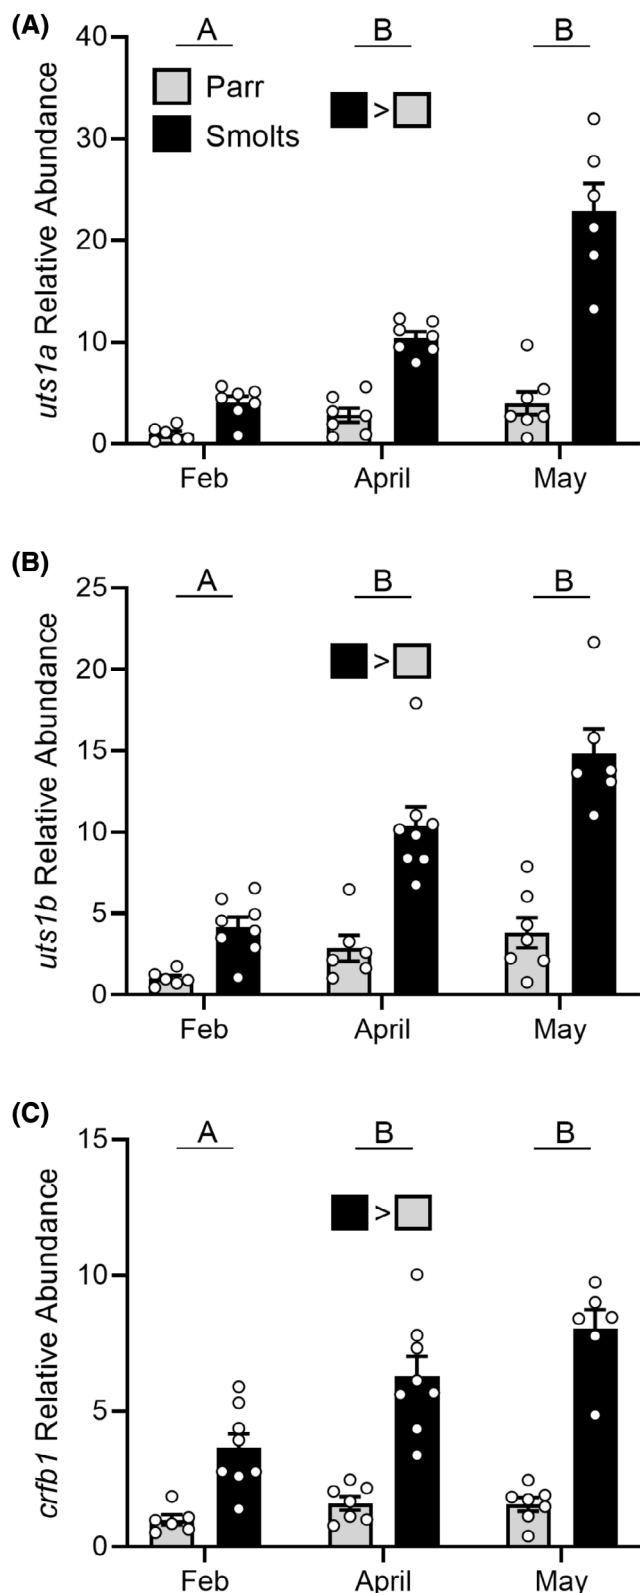 (A)
A B B
40
30
20
10
0
uts1a Relative Abundance
Parr
Smolts
>
Feb April May
(B)
A B B
25
20
15
10
5
0
uts1b Relative Abundance
>
Feb April May
(C)
A B B
15
10
5
0
crfb1 Relative Abundance
>
Feb April May